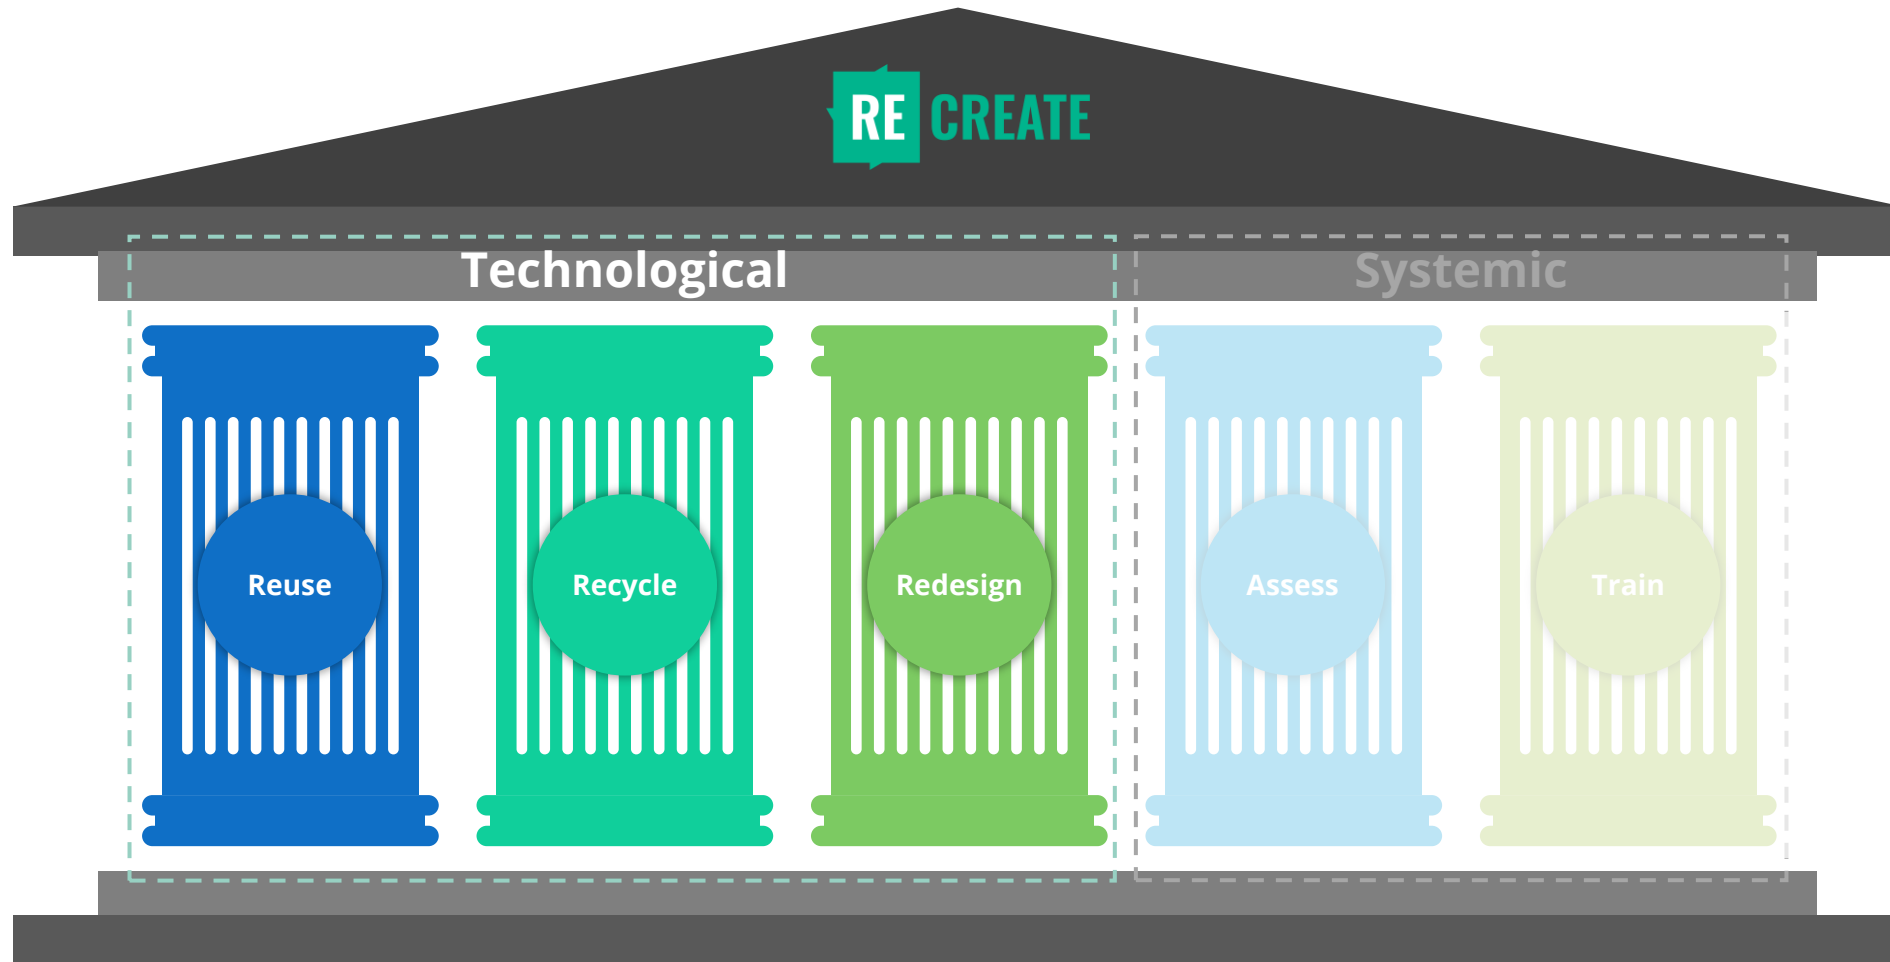 RE CREATE
Technological
Systemic
Reuse
Recycle
Redesign
Assess
Train